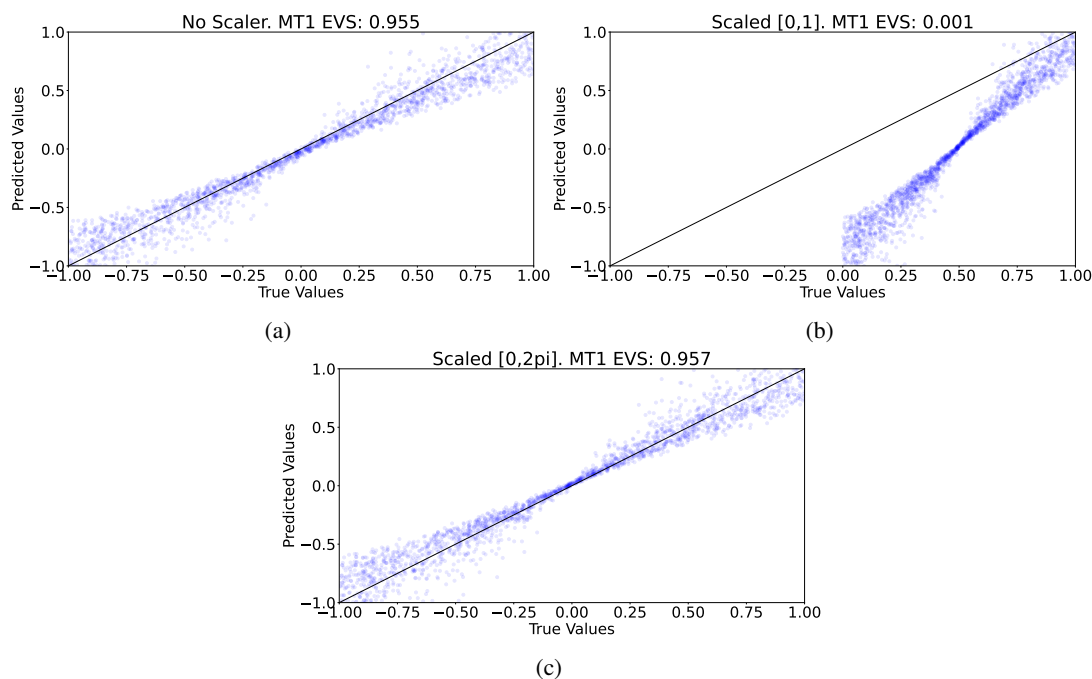 No Scaler. MT1 EVS: 0.955
1.0
0.5
0.0
−0.5
−1.0
Predicted Values
−1.00 −0.75 −0.50 −0.25 0.00 0.25 0.50 0.75 1.00
True Values
(a)
Scaled [0,1]. MT1 EVS: 0.001
1.0
0.5
0.0
−0.5
−1.0
Predicted Values
−1.00 −0.75 −0.50 −0.25 0.00 0.25 0.50 0.75 1.00
True Values
(b)
Scaled [0,2pi]. MT1 EVS: 0.957
1.0
0.5
0.0
−0.5
−1.0
Predicted Values
−1.00 −0.75 −0.50 −0.25 0.00 0.25 0.50 0.75 1.00
True Values
(c)